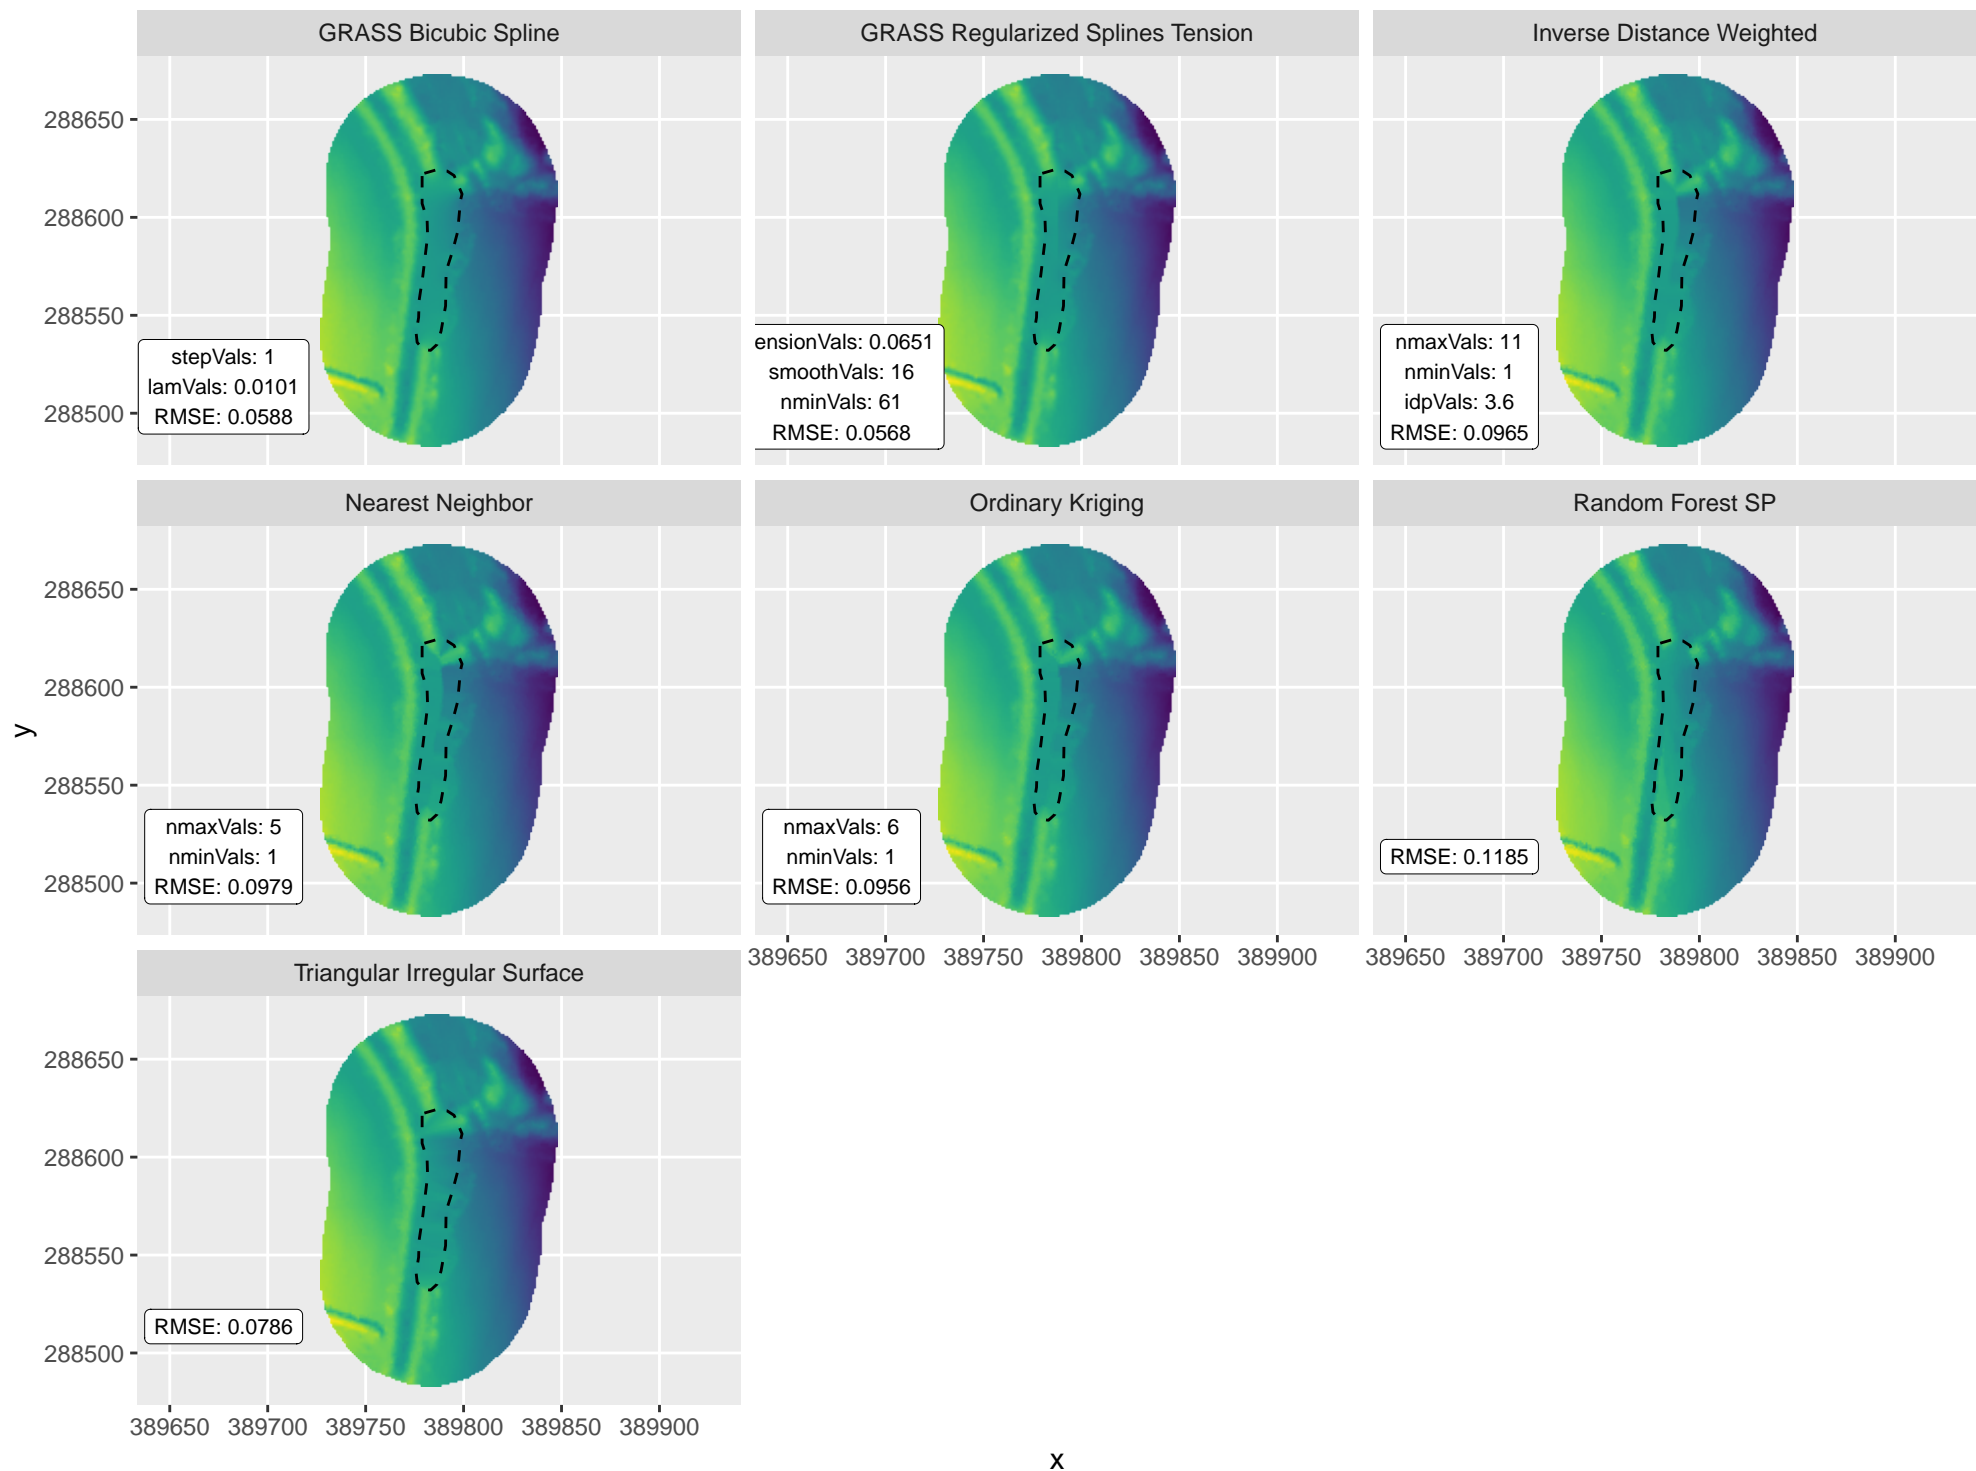 GRASS Bicubic Spline
GRASS Regularized Splines Tension
Inverse Distance Weighted
288650
288600
288550
288500
stepVals: 1
lamVals: 0.0101
RMSE: 0.0588
ensionVals: 0.0651
smoothVals: 16
nminVals: 61
RMSE: 0.0568
nmaxVals: 11
nminVals: 1
idpVals: 3.6
RMSE: 0.0965
Nearest Neighbor
Ordinary Kriging
Random Forest SP
288650
288600
288550
288500
y
nmaxVals: 5
nminVals: 1
RMSE: 0.0979
nmaxVals: 6
nminVals: 1
RMSE: 0.0956
RMSE: 0.1185
389650 389700 389750 389800 389850 389900
389650 389700 389750 389800 389850 389900
Triangular Irregular Surface
288650
288600
288550
288500
RMSE: 0.0786
389650 389700 389750 389800 389850 389900
x